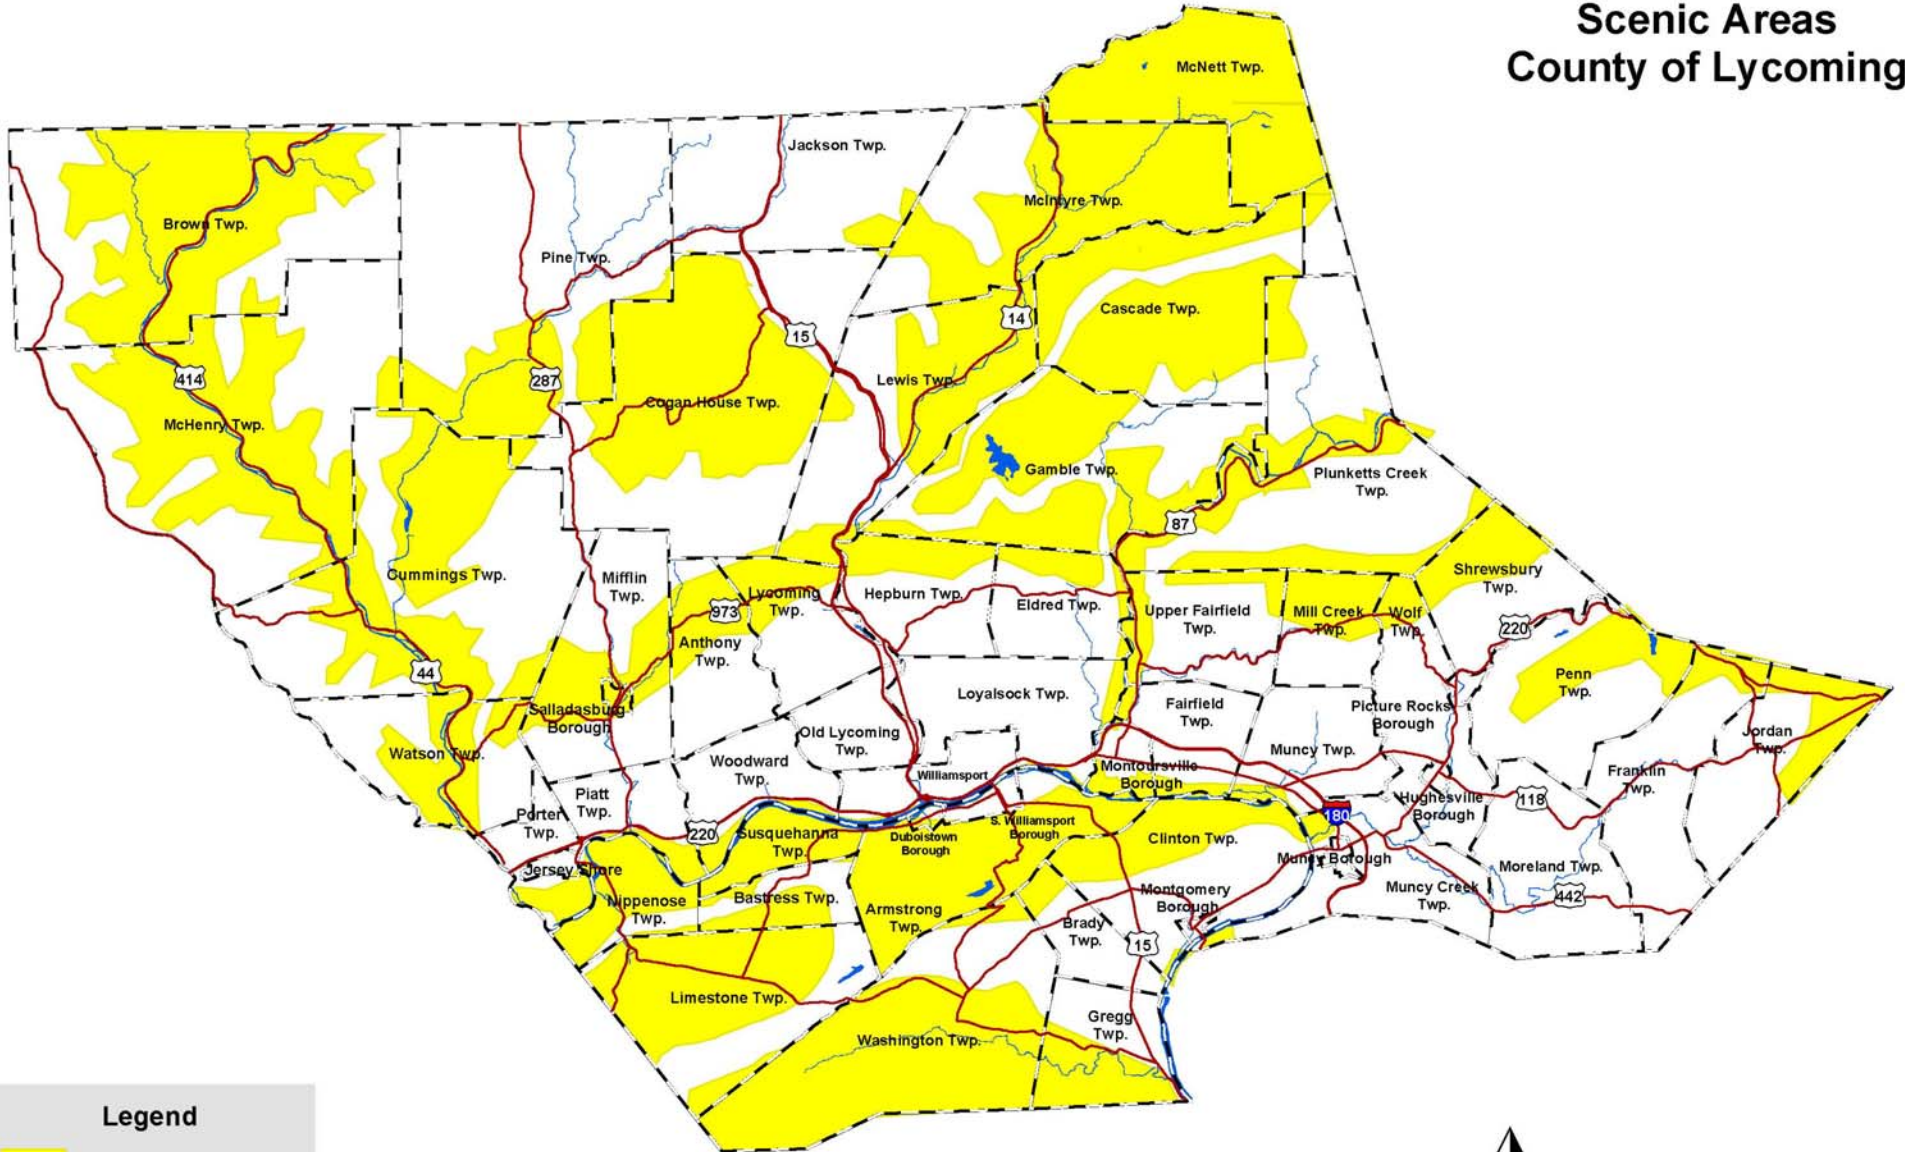 Scenic Areas
County of Lycoming
McNett Twp.
Jackson Twp.
McIntyre Twp.
Brown Twp.
Pine Twp.
Cascade Twp.
14
15
414
287
Lewis Twp.
Cogan House Twp.
McHenry Twp.
Gamble Twp.
Plunketts Creek
Twp.
87
Cummings Twp.
Mifflin
Twp.
973
Lycoming
Twp.
Hepburn Twp.
Eldred Twp.
Upper Fairfield
Twp.
Mill Creek
Twp.
Wolf
Twp.
Shrewsbury
Twp.
220
Anthony
Twp.
44
Salladasburg
Borough
Loyalsock Twp.
Fairfield
Twp.
Picture Rocks
Borough
Penn
Twp.
Jordan
Twp.
Watson Twp.
Old Lycoming
Twp.
Woodward
Twp.
Williamsport
Montoursville
Borough
Muncy Twp.
Franklin
Twp.
Piatt
Twp.
Porter
Twp.
220
Susquehanna
Twp.
Duboistown
Borough
S. Williamsport
Borough
Clinton Twp.
180
Hughesville
Borough
118
Jersey Shore
Muncy Borough
Moreland Twp.
Nippenose
Twp.
Bastress Twp.
Armstrong
Twp.
Montgomery
Borough
Muncy Creek
Twp.
442
Brady
Twp.
15
Limestone Twp.
Gregg
Twp.
Washington Twp.
Legend